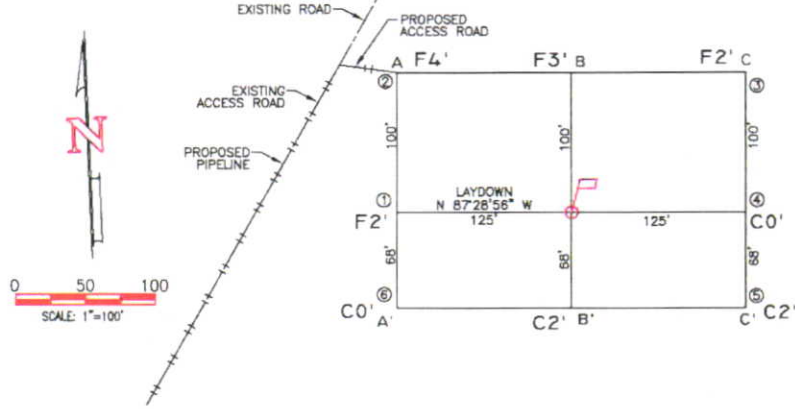 EXISTING ROAD
PROPOSED
ACCESS ROAD
A F4' F3' B F2' C
② ③
EXISTING
ACCESS ROAD
100' 100' 100'
PROPOSED
PIPELINE
N
LAYDOWN
N 87°28'56" W
① ④
F2' 125' 125' C0'
68' 68' 68'
0 50 100
SCALE: 1"=100'
⑥ ⑤
C0' C2' C2'
A' B' C'